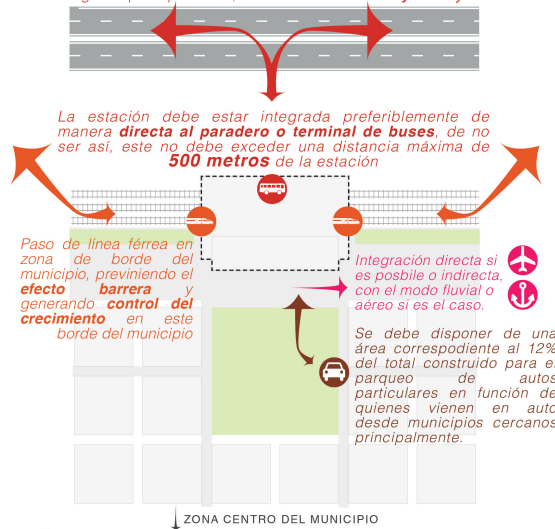 La estación debe estar integrada preferiblemente de
manera directa al paradero o terminal de buses, de no
ser así, este no debe exceder una distancia máxima de
500 metros de la estación
Paso de línea férrea en
zona de borde del
municipio, previniendo el
efecto barrera y
generando control del
crecimiento en este
borde del municipio
Integración directa si
es posbile o indirecta,
con el modo fluvial o
aéreo si es el caso.
Se debe disponer de una
área correspodiente al 12%
del total construido para el
parqueo de autos
particulares en función de
quienes vienen en auto
desde municipios cercanos
principalmente.
ZONA CENTRO DEL MUNICIPIO